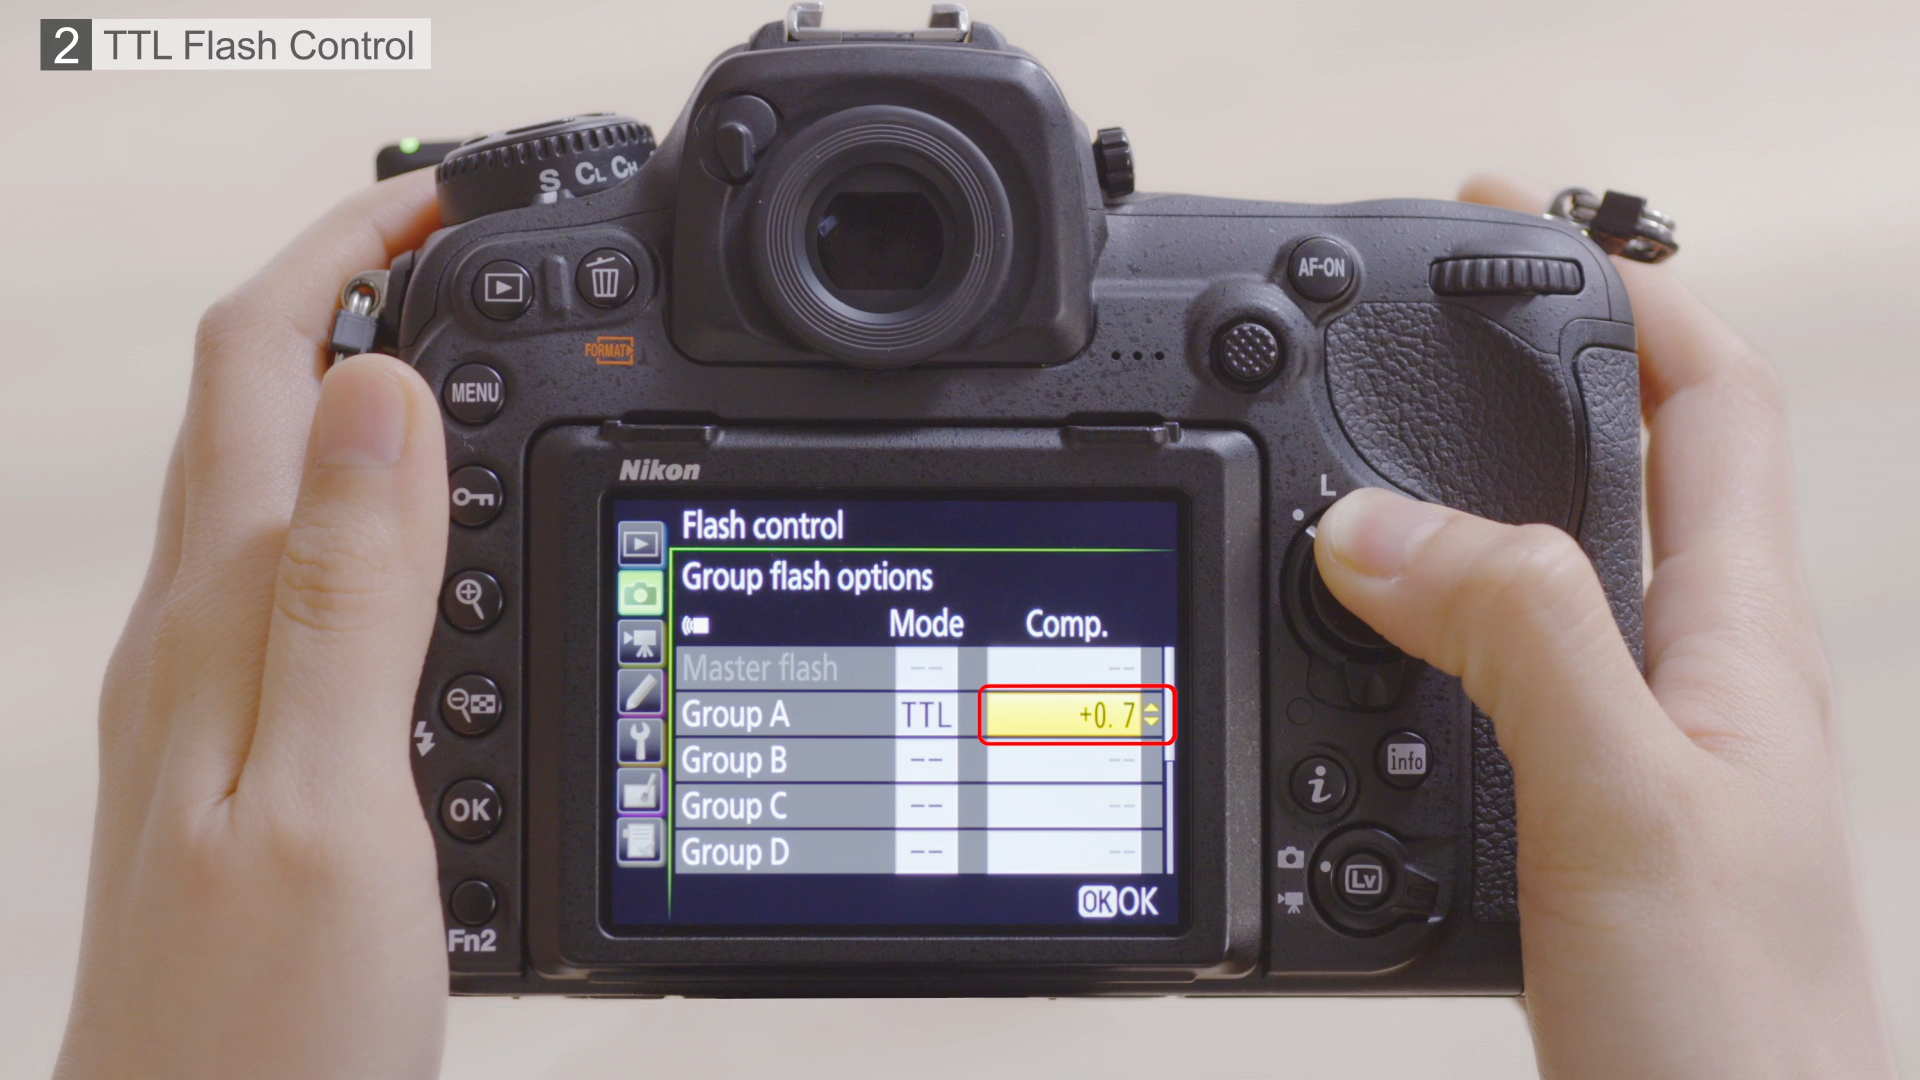 2 TTL Flash Control
S CL CH
AF-ON
FORMAT
MENU
L
Nikon
Flash control
Group flash options
Mode Comp.
Master flash -- --
Group A TTL +0.7
Group B -- --
Group C -- --
Group D -- --
OK OK
info
i
OK
Lv
Fn2